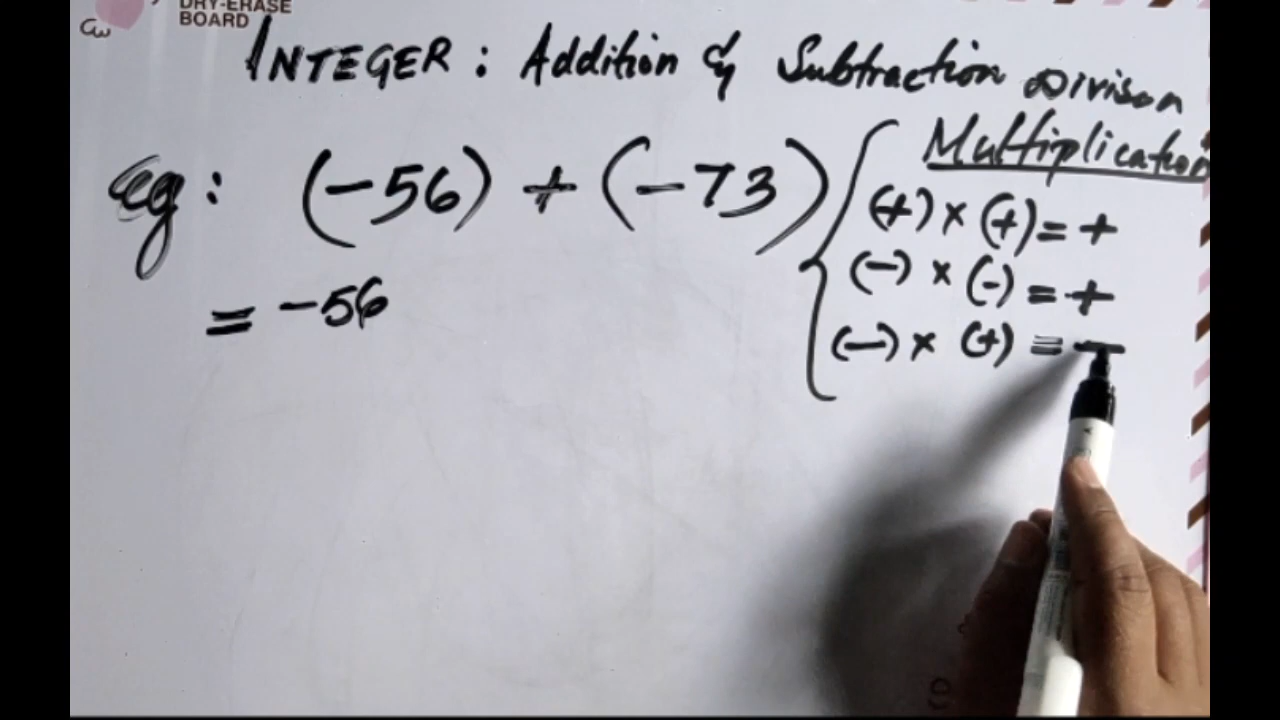 DRY-ERASE
BOARD
INTEGER : Addition & Subtraction Divison
Multiplication
Eg : (-56) + (-73)
= -56
(+) × (+) = +
(-) × (-) = +
(-) × (+) = -